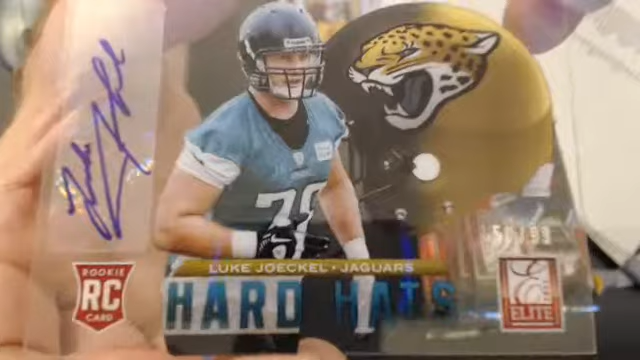 LUKE JOECKEL • JAGUARS
HARD HATS
ROOKIE
RC
CARD
ELITE